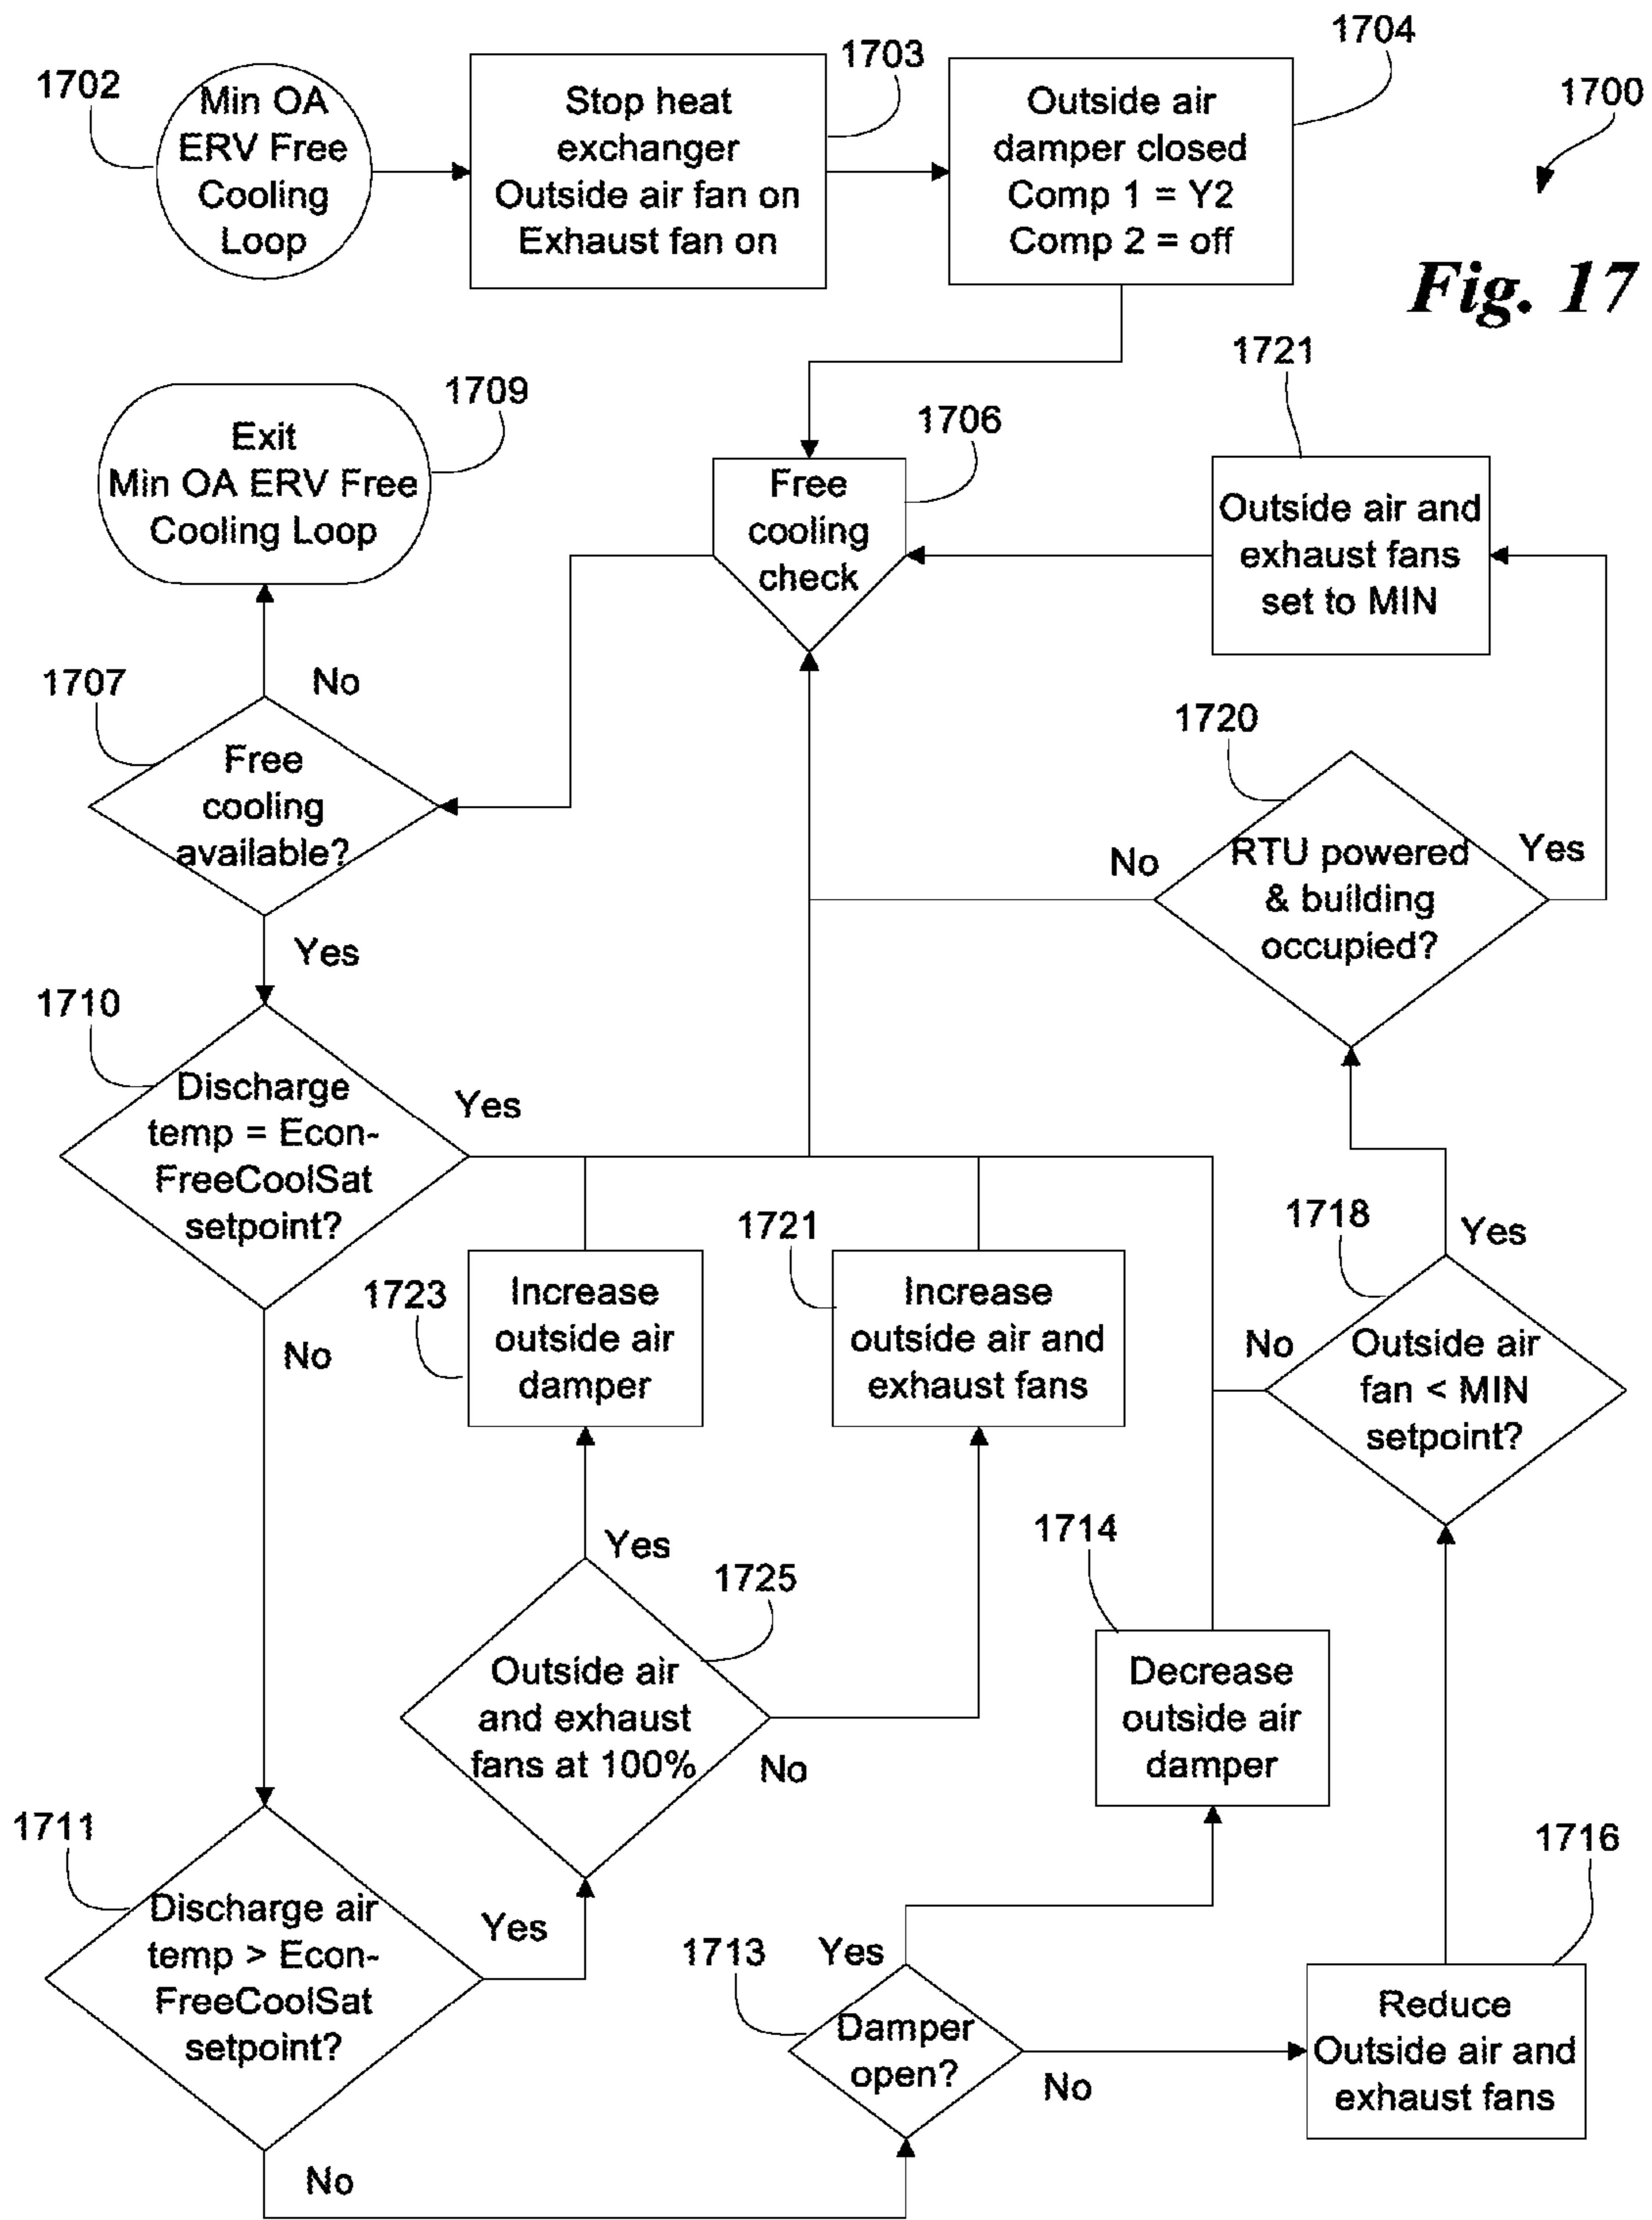 1702
Min OA
ERV Free
Cooling
Loop
1703
Stop heat
exchanger
Outside air fan on
Exhaust fan on
1704
Outside air
damper closed
Comp 1 = Y2
Comp 2 = off
1700
Fig. 17
1709
Exit
Min OA ERV Free
Cooling Loop
1706
Free
cooling
check
1721
Outside air and
exhaust fans
set to MIN
1707
No
Free
cooling
available?
Yes
1720
No
RTU powered
& building
occupied?
Yes
1710
Discharge
temp = Econ-
FreeCoolSat
setpoint?
Yes
No
1723
Increase
outside air
damper
1721
Increase
outside air and
exhaust fans
1718
Yes
No
Outside air
fan < MIN
setpoint?
Yes
1725
Outside air
and exhaust
fans at 100%
No
1714
Decrease
outside air
damper
1711
Discharge air
temp > Econ-
FreeCoolSat
setpoint?
Yes
No
1713
Yes
Damper
open?
No
1716
Reduce
Outside air and
exhaust fans